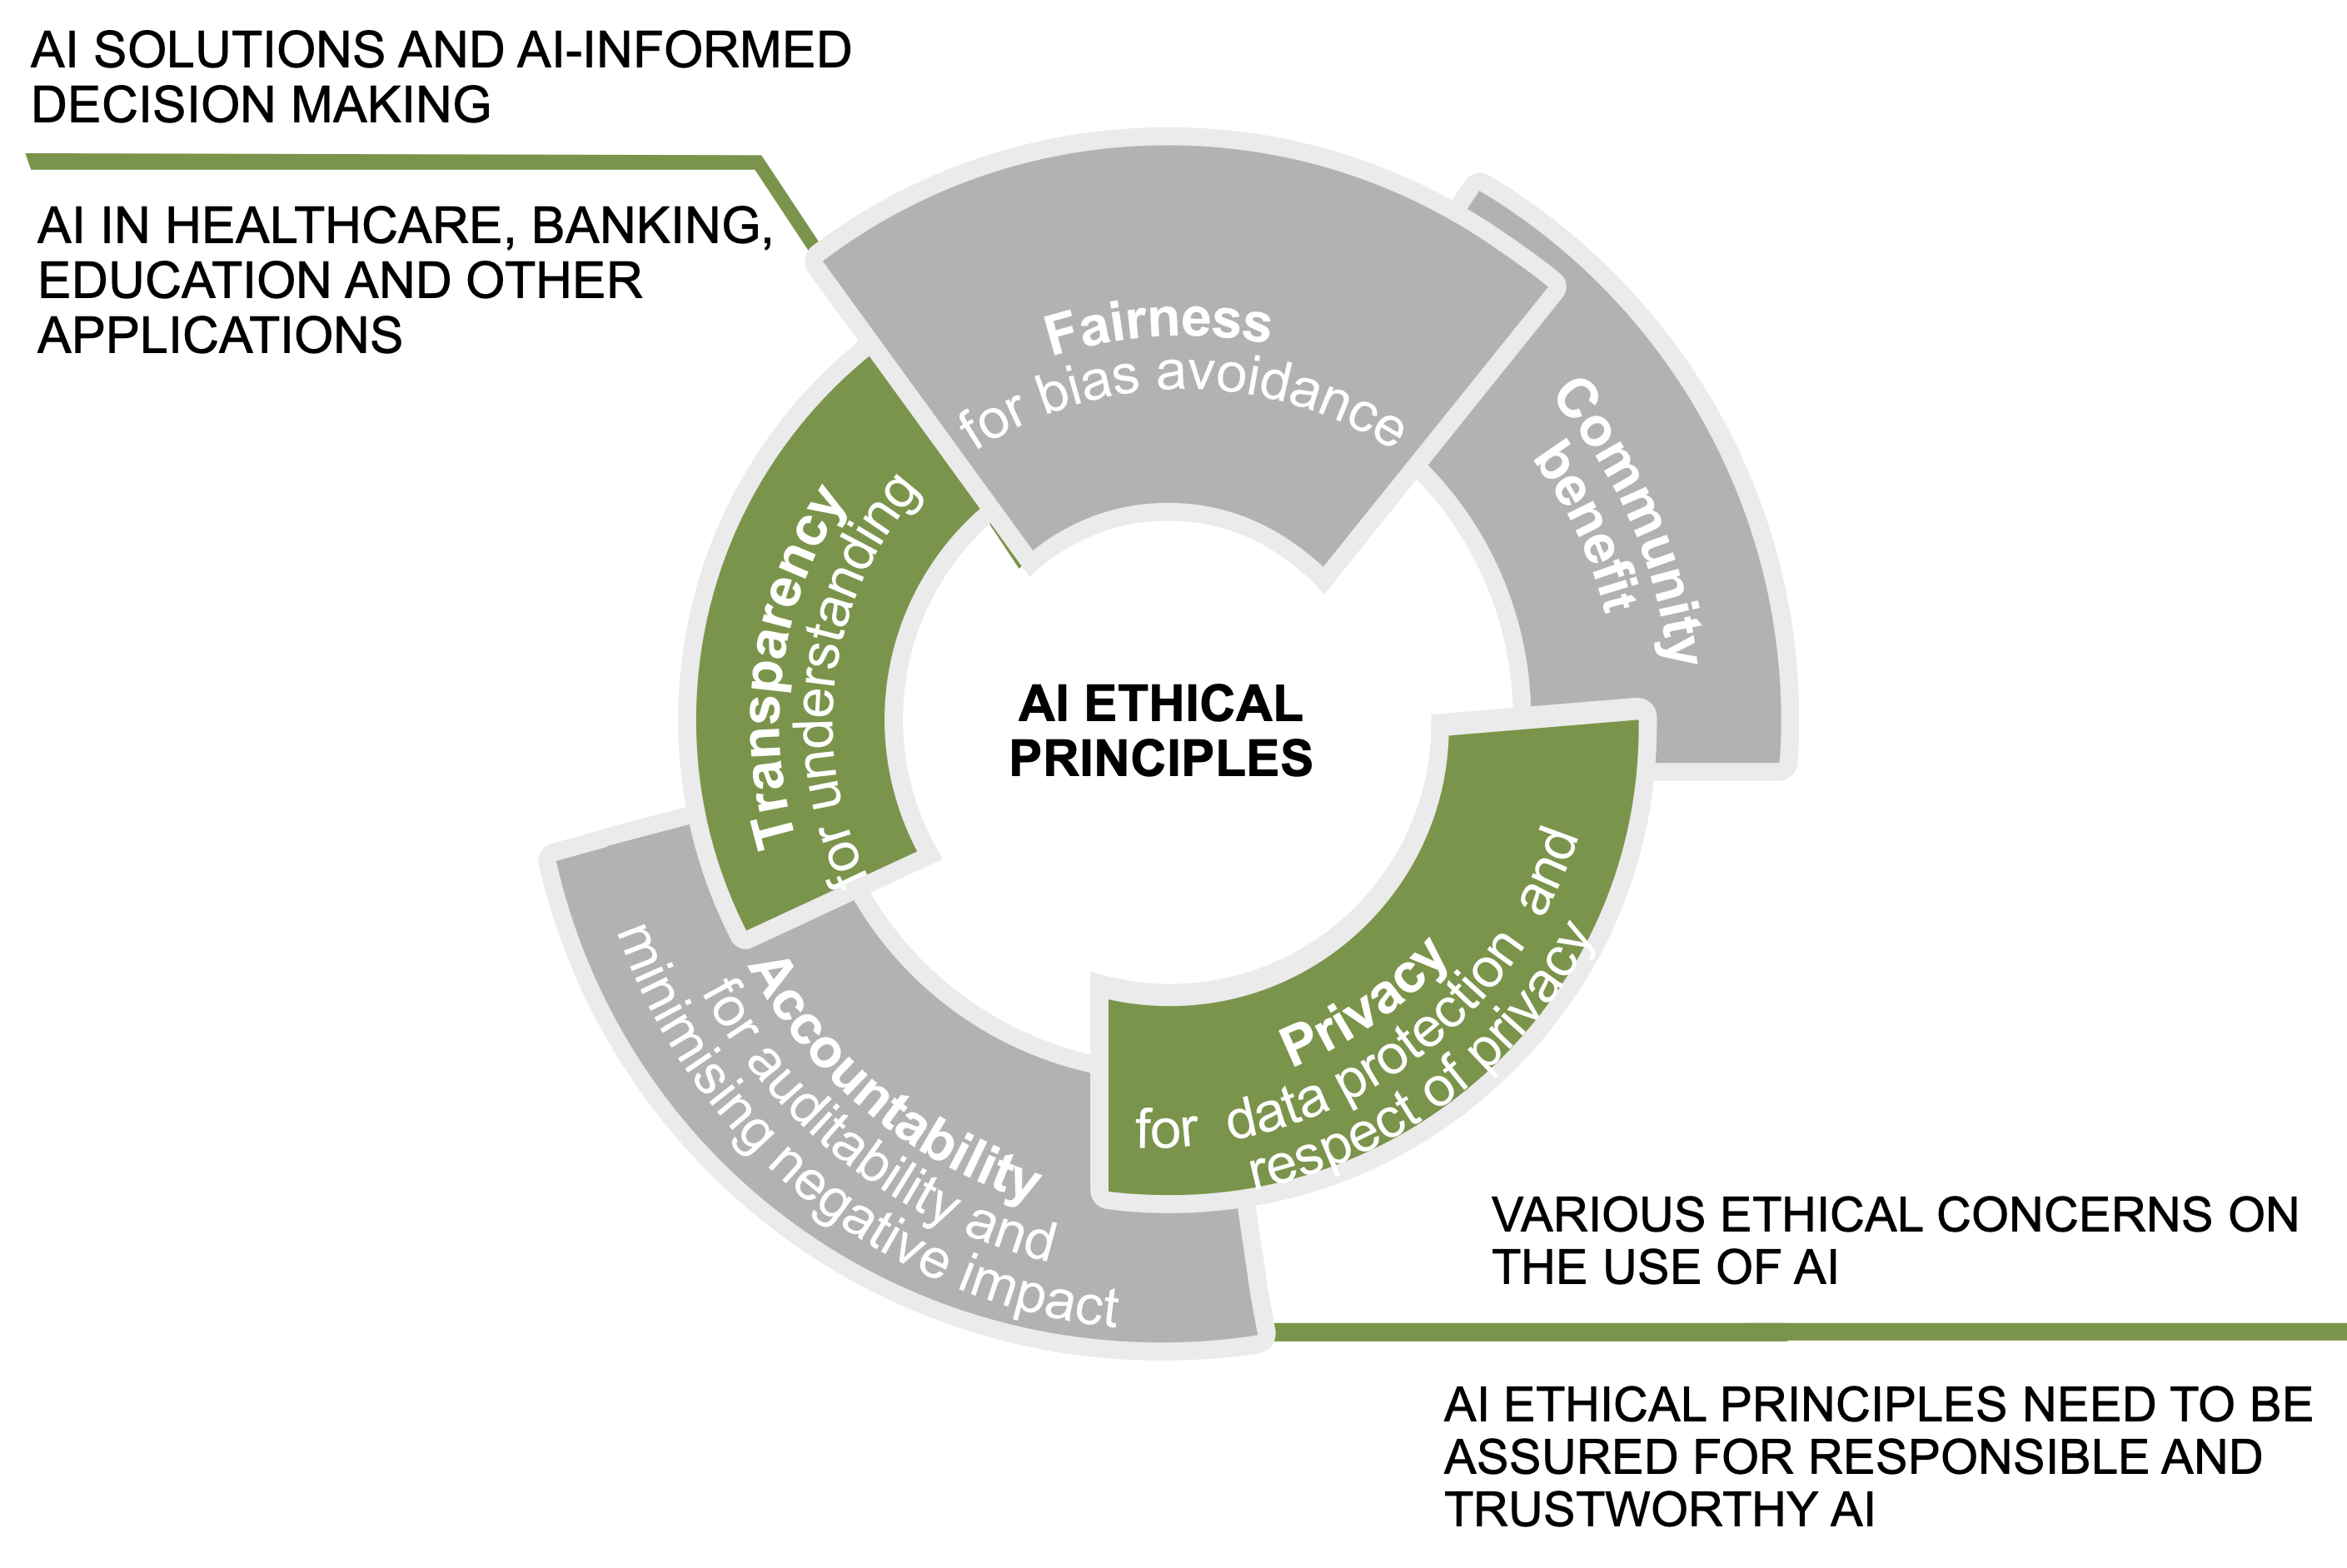 AI SOLUTIONS AND AI-INFORMED
DECISION MAKING
AI IN HEALTHCARE, BANKING,
EDUCATION AND OTHER
APPLICATIONS
Fairness
for bias avoidance
Community
benefit
Transparency
for understanding
AI ETHICAL
PRINCIPLES
Privacy
for data protection and
respect of privacy
Accountability
for auditability and
minimising negative impact
VARIOUS ETHICAL CONCERNS ON
THE USE OF AI
AI ETHICAL PRINCIPLES NEED TO BE
ASSURED FOR RESPONSIBLE AND
TRUSTWORTHY AI